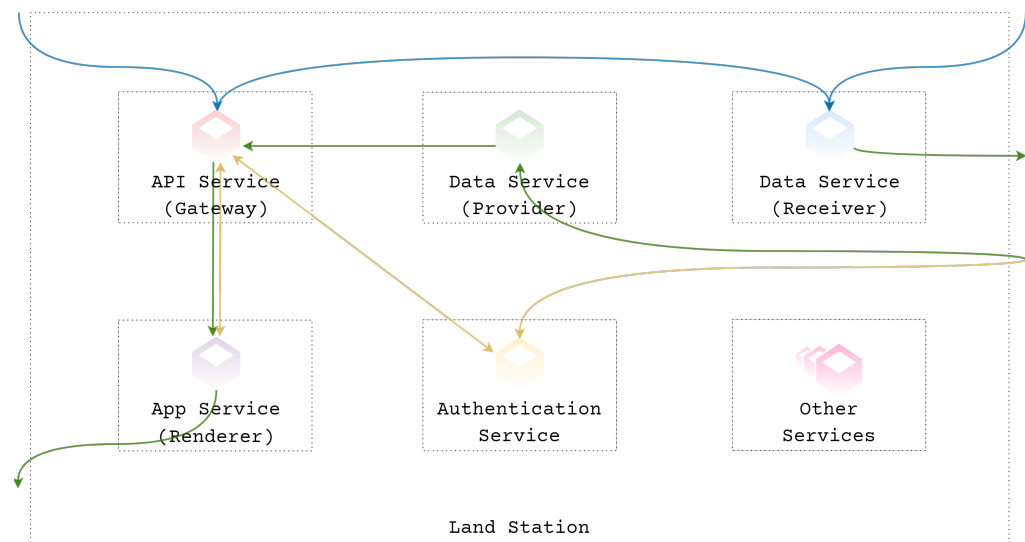 API Service
(Gateway)
Data Service
(Provider)
Data Service
(Receiver)
App Service
(Renderer)
Authentication
Service
Other
Services
Land Station